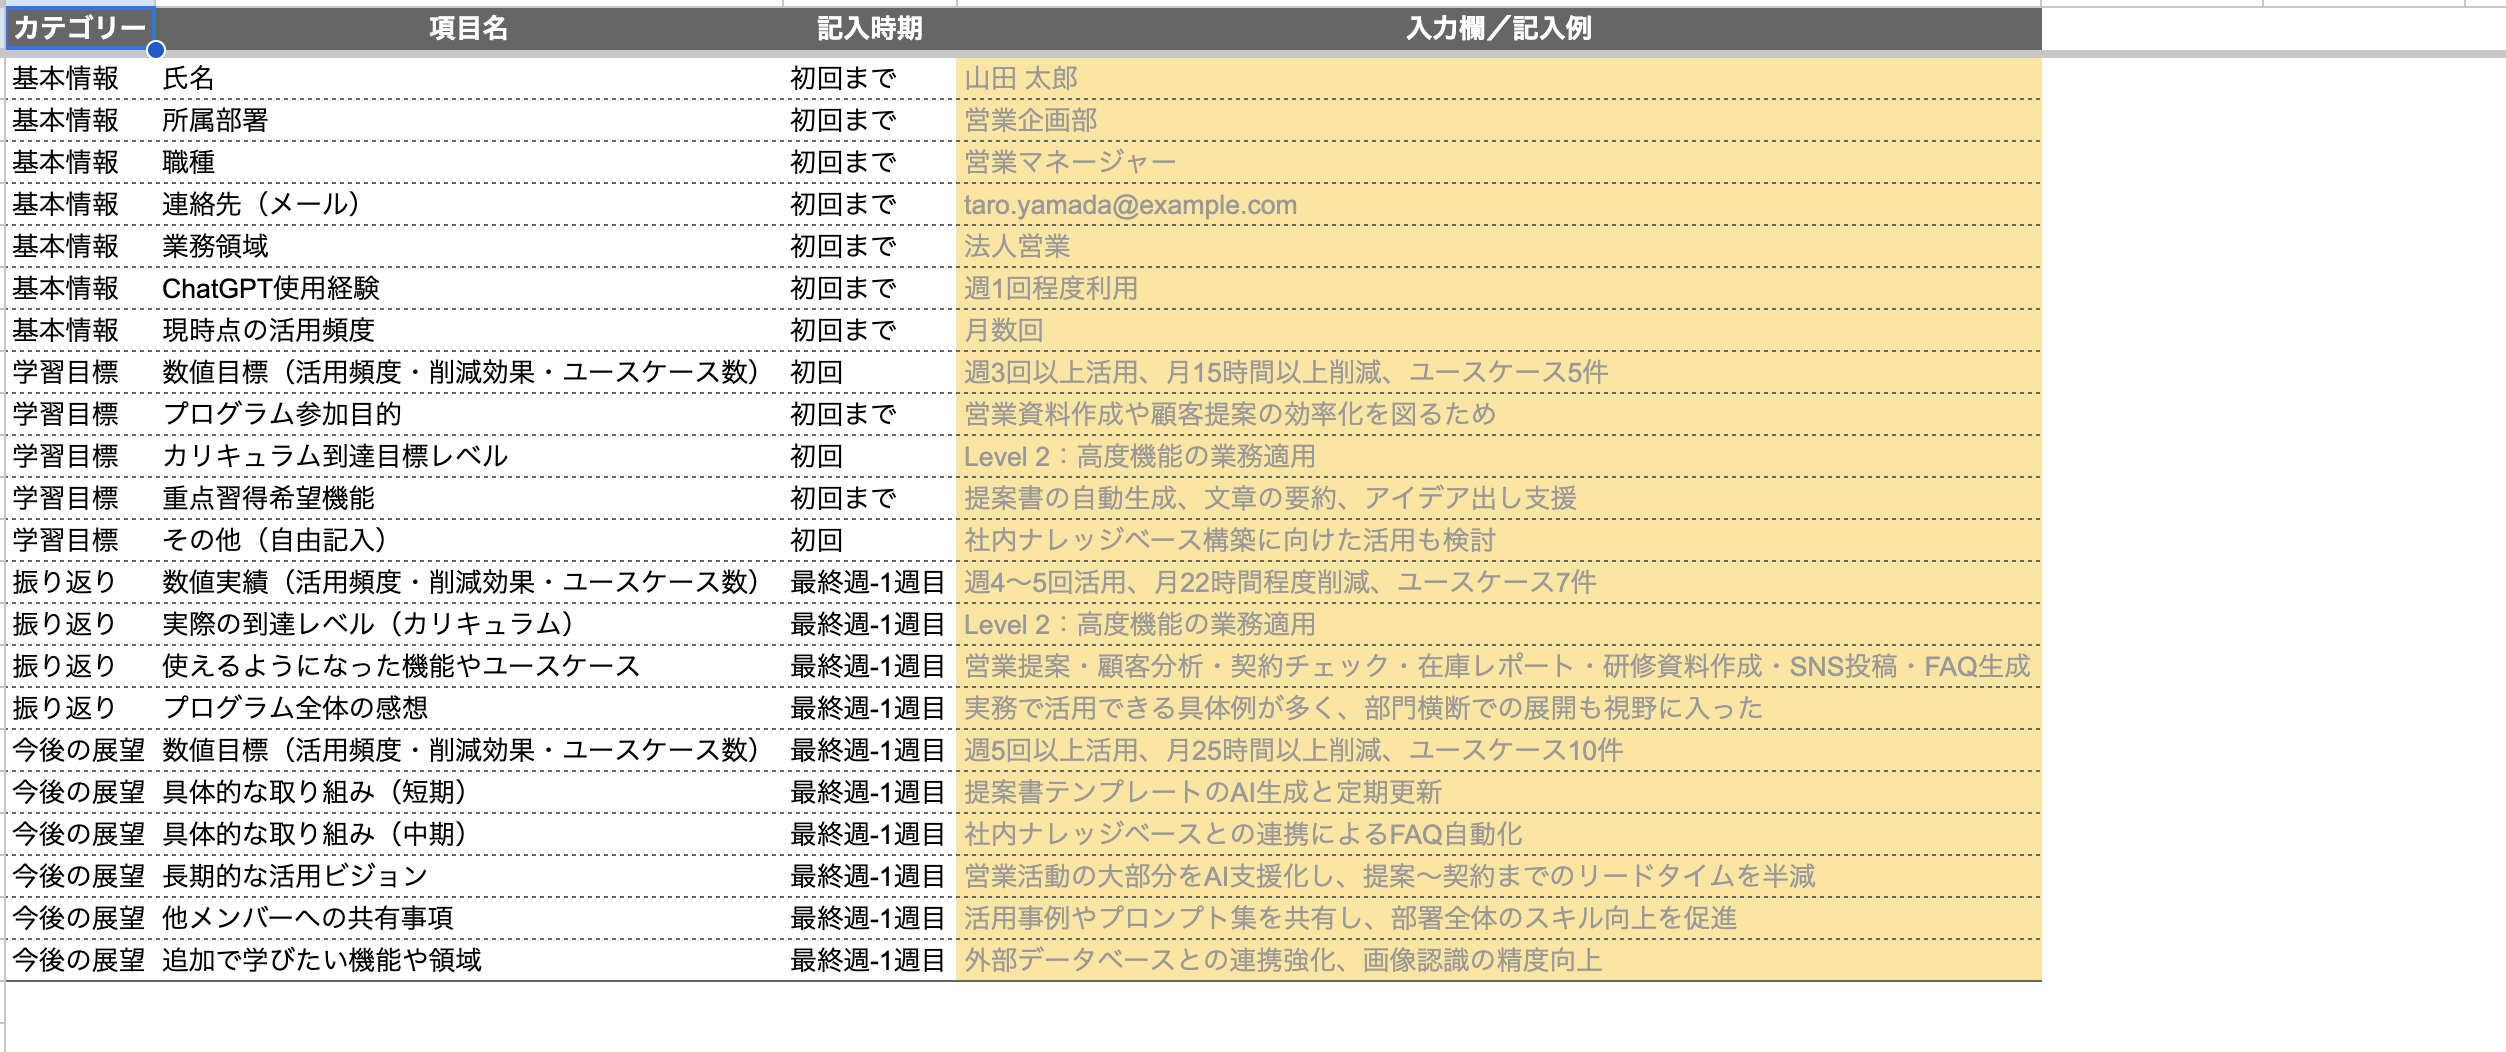 カテゴリー 項目名 記入時期 入力欄／記入例
基本情報 氏名 初回まで 山田 太郎
基本情報 所属部署 初回まで 営業企画部
基本情報 職種 初回まで 営業マネージャー
基本情報 連絡先（メール） 初回まで taro.yamada@example.com
基本情報 業務領域 初回まで 法人営業
基本情報 ChatGPT使用経験 初回まで 週1回程度利用
基本情報 現時点の活用頻度 初回まで 月数回
学習目標 数値目標（活用頻度・削減効果・ユースケース数） 初回 週3回以上活用、月15時間以上削減、ユースケース5件
学習目標 プログラム参加目的 初回まで 営業資料作成や顧客提案の効率化を図るため
学習目標 カリキュラム到達目標レベル 初回 Level 2：高度機能の業務適用
学習目標 重点習得希望機能 初回まで 提案書の自動生成、文章の要約、アイデア出し支援
学習目標 その他（自由記入） 初回 社内ナレッジベース構築に向けた活用も検討
振り返り 数値実績（活用頻度・削減効果・ユースケース数） 最終週-1週目 週4〜5回活用、月22時間程度削減、ユースケース7件
振り返り 実際の到達レベル（カリキュラム） 最終週-1週目 Level 2：高度機能の業務適用
振り返り 使えるようになった機能やユースケース 最終週-1週目 営業提案・顧客分析・契約チェック・在庫レポート・研修資料作成・SNS投稿・FAQ生成
振り返り プログラム全体の感想 最終週-1週目 実務で活用できる具体例が多く、部門横断での展開も視野に入った
今後の展望 数値目標（活用頻度・削減効果・ユースケース数） 最終週-1週目 週5回以上活用、月25時間以上削減、ユースケース10件
今後の展望 具体的な取り組み（短期） 最終週-1週目 提案書テンプレートのAI生成と定期更新
今後の展望 具体的な取り組み（中期） 最終週-1週目 社内ナレッジベースとの連携によるFAQ自動化
今後の展望 長期的な活用ビジョン 最終週-1週目 営業活動の大部分をAI支援化し、提案〜契約までのリードタイムを半減
今後の展望 他メンバーへの共有事項 最終週-1週目 活用事例やプロンプト集を共有し、部署全体のスキル向上を促進
今後の展望 追加で学びたい機能や領域 最終週-1週目 外部データベースとの連携強化、画像認識の精度向上